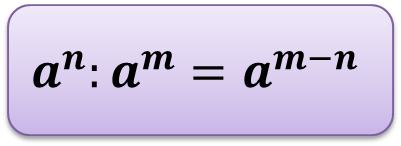 aⁿ : aᵐ = aᵐ⁻ⁿ